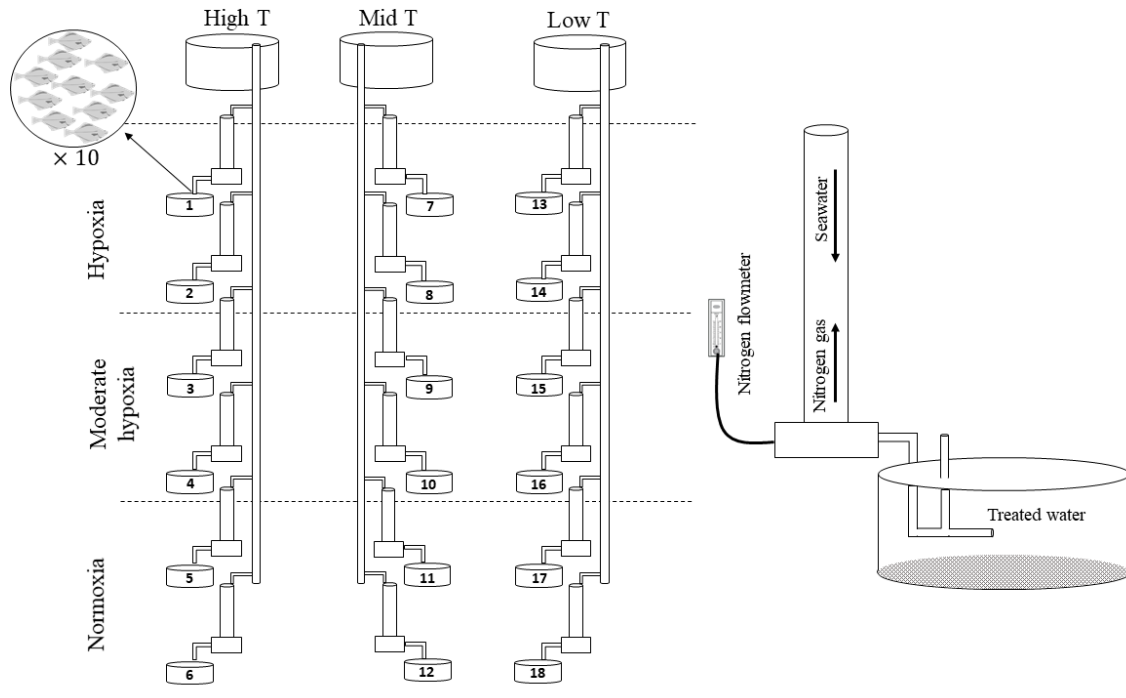 High T
Mid T
Low T
× 10
Hypoxia
1
7
13
2
8
14
Moderate
hypoxia
3
9
15
4
10
16
Normoxia
5
11
17
6
12
18
Nitrogen flowmeter
Seawater
Nitrogen gas
Treated water